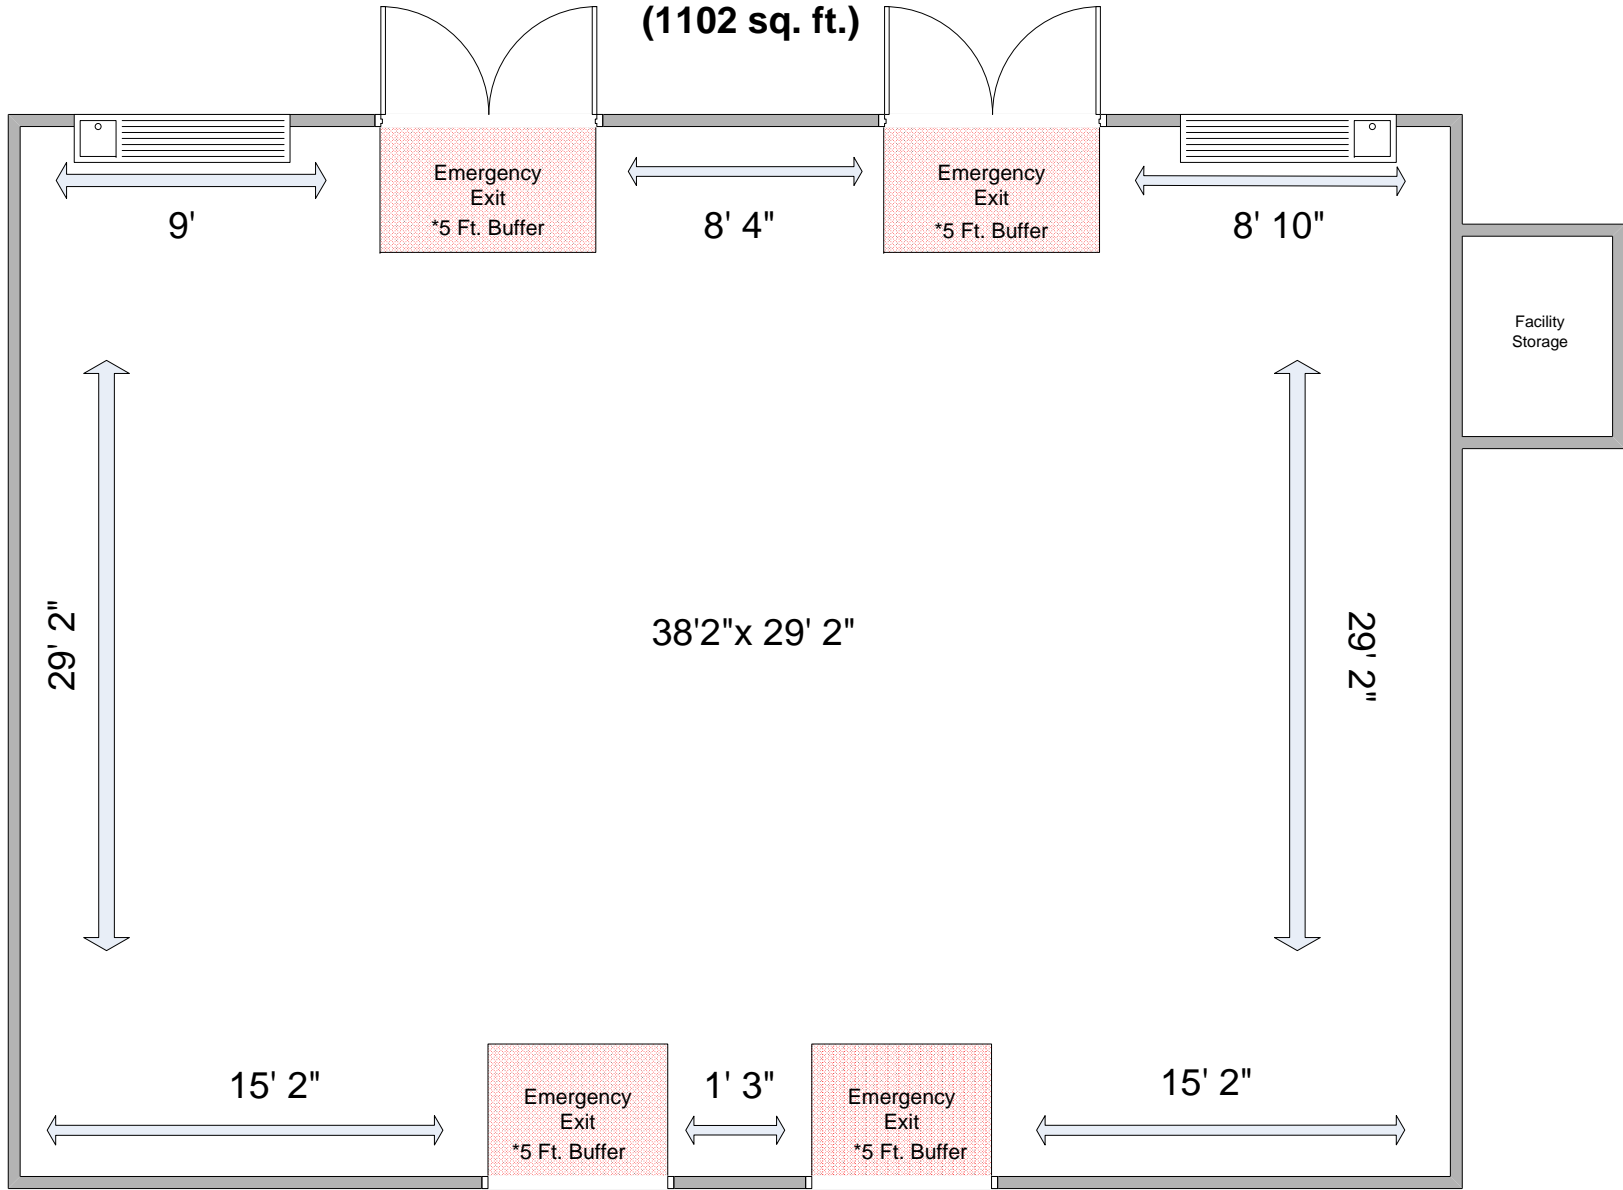 (1102 sq. ft.)
Emergency
Exit
*5 Ft. Buffer
Emergency
Exit
*5 Ft. Buffer
9'
8' 4"
8' 10"
Facility
Storage
29' 2"
38'2"x 29' 2"
29' 2"
15' 2"
Emergency
Exit
*5 Ft. Buffer
1' 3"
Emergency
Exit
*5 Ft. Buffer
15' 2"